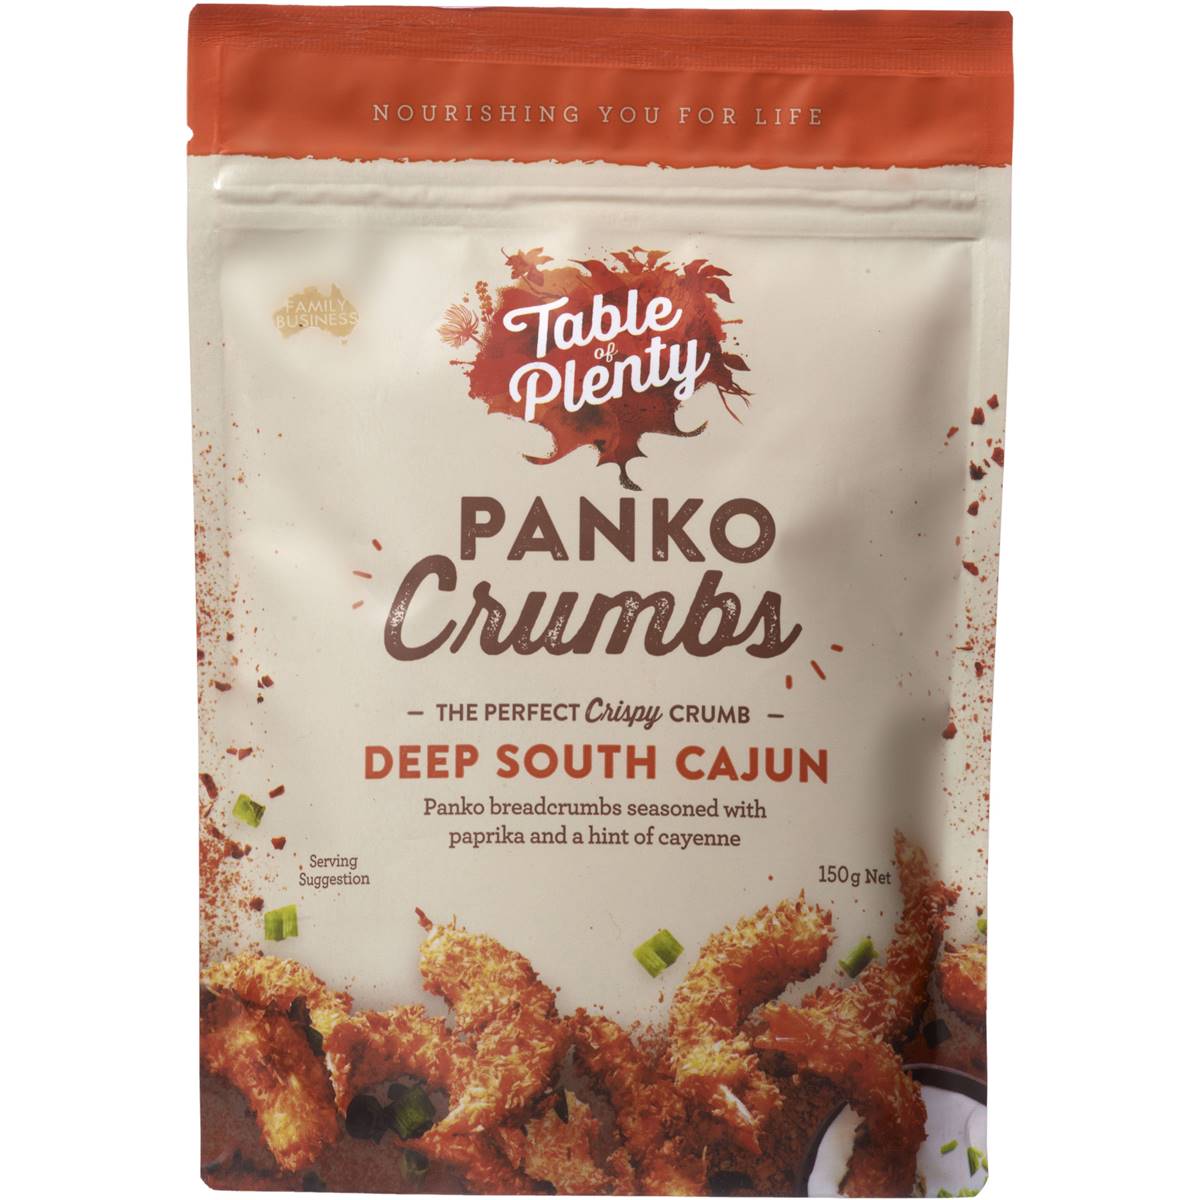 NOURISHING YOU FOR LIFE
FAMILY
BUSINESS
Table
of
Plenty
PANKO
Crumbs
– THE PERFECT Crispy CRUMB –
DEEP SOUTH CAJUN
Panko breadcrumbs seasoned with
paprika and a hint of cayenne
Serving
Suggestion
150g Net